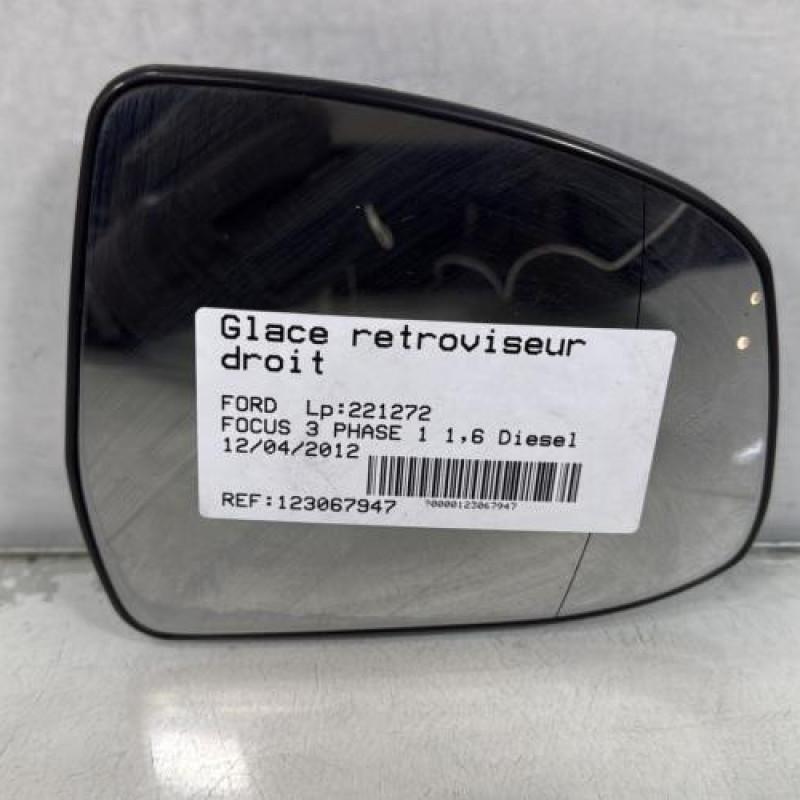 Glace retroviseur
droit
FORD Lp:221272
FOCUS 3 PHASE 1 1,6 Diesel
12/04/2012
REF:123067947
?0000123067947